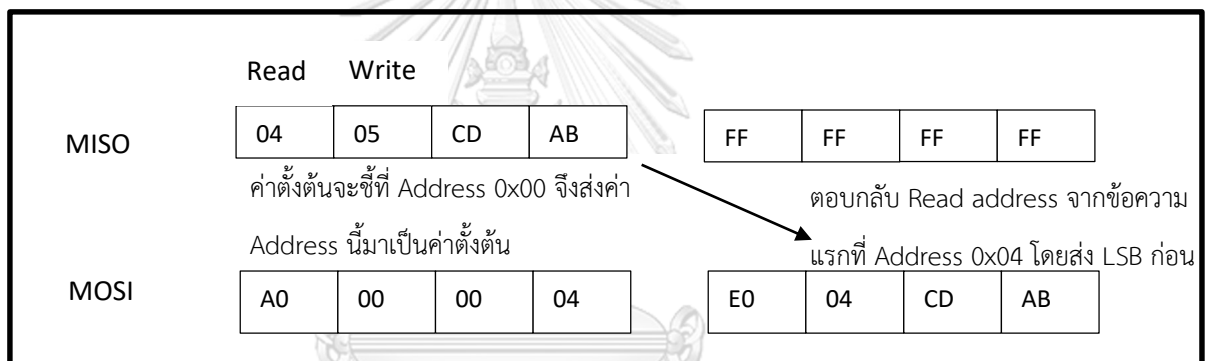 Read Write
MISO
04 05 CD AB
FF FF FF FF
ค่าตั้งต้นจะชี้ที่ Address 0x00 จึงส่งค่า
Address นี้มาเป็นค่าตั้งต้น
ตอบกลับ Read address จากข้อความ
แรกที่ Address 0x04 โดยส่ง LSB ก่อน
MOSI
A0 00 00 04
E0 04 CD AB